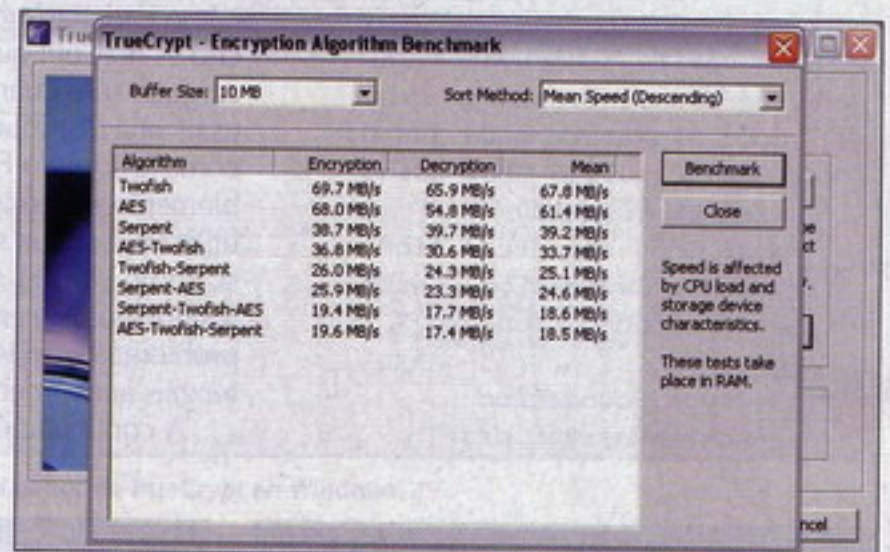 True
TrueCrypt - Encryption Algorithm Benchmark
Buffer Size: 10 MB
Sort Method: Mean Speed (Descending)
Algorithm Encryption Decryption Mean
Twofish 69.7 MB/s 65.9 MB/s 67.8 MB/s
AES 68.0 MB/s 54.8 MB/s 61.4 MB/s
Serpent 38.7 MB/s 39.7 MB/s 39.2 MB/s
AES-Twofish 36.8 MB/s 30.6 MB/s 33.7 MB/s
Twofish-Serpent 26.0 MB/s 24.3 MB/s 25.1 MB/s
Serpent-AES 25.9 MB/s 23.3 MB/s 24.6 MB/s
Serpent-Twofish-AES 19.4 MB/s 17.7 MB/s 18.6 MB/s
AES-Twofish-Serpent 19.6 MB/s 17.4 MB/s 18.5 MB/s
Benchmark
Close
Speed is affected
by CPU load and
storage device
characteristics.
These tests take
place in RAM.
ncel